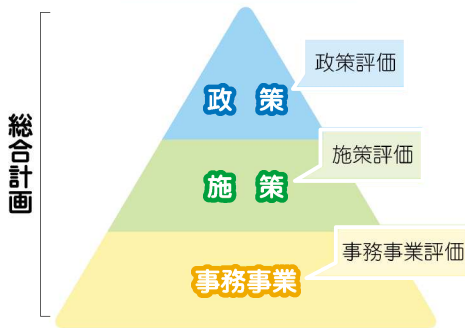 総合計画
政策
政策評価
施策
施策評価
事務事業
事務事業評価